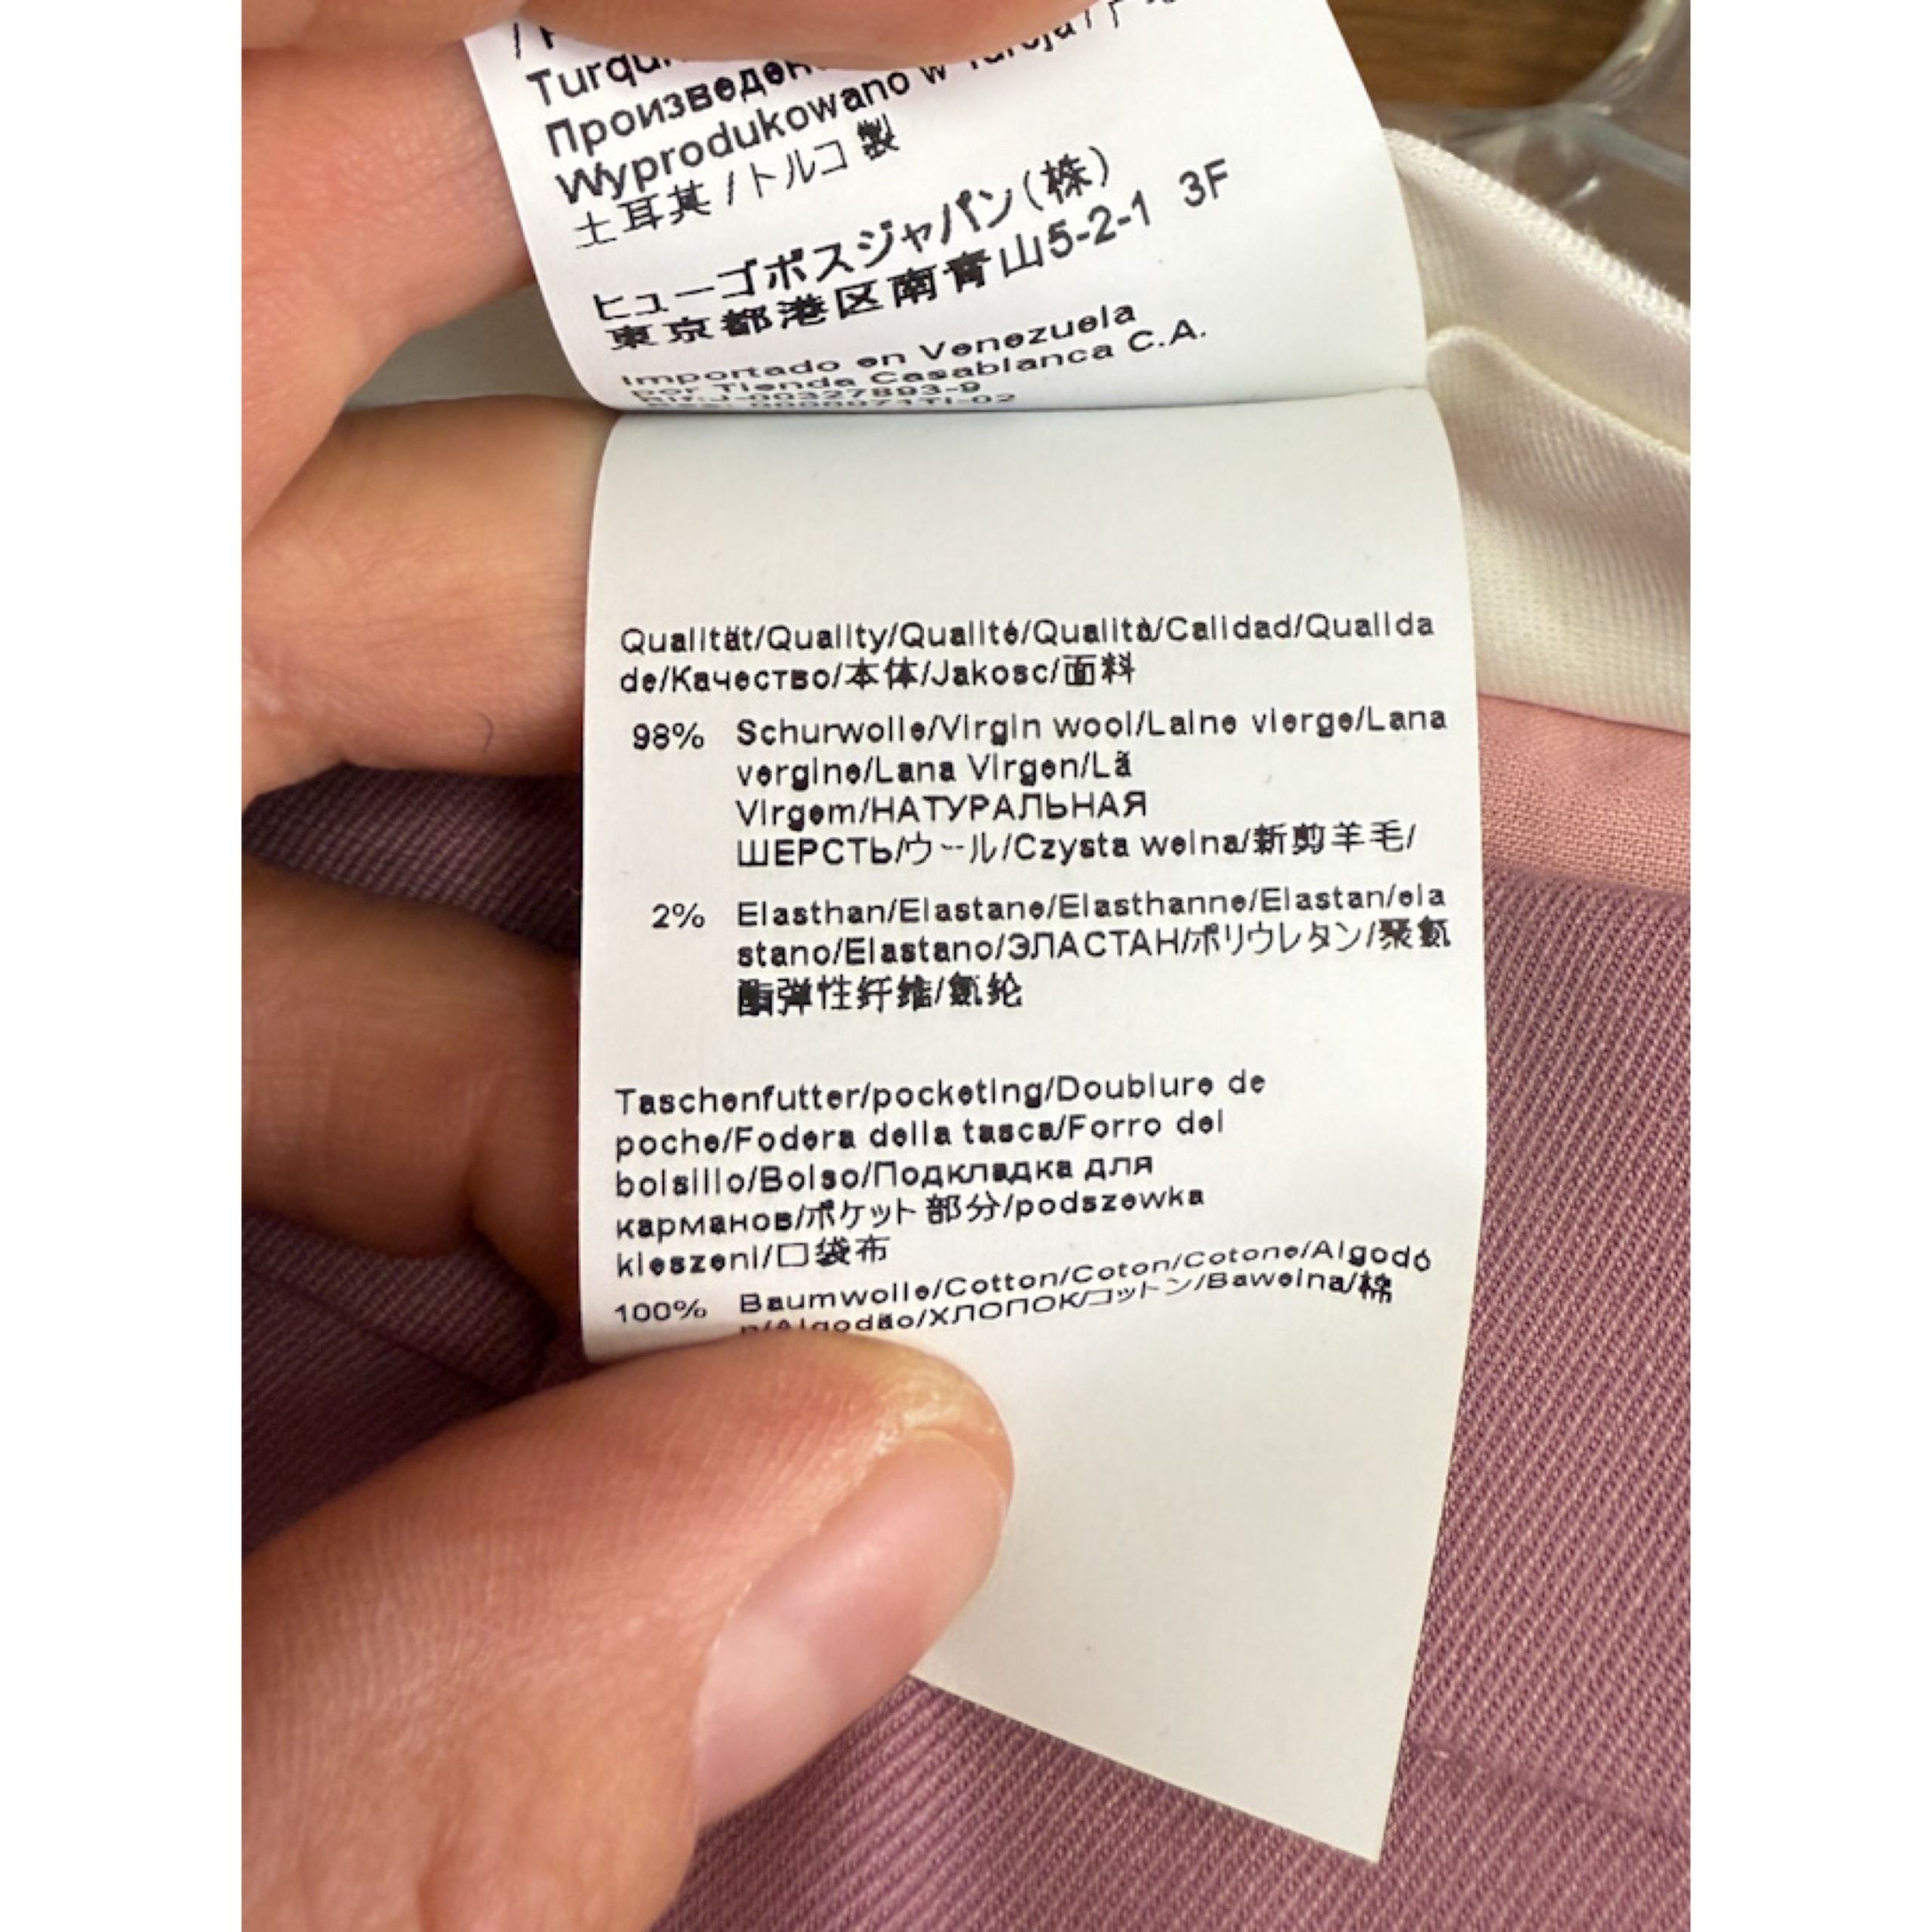 Произведен
Wyprodukowano w
土耳其/トルコ製
ヒューゴボスジャパン(株)
東京都港区南青山5-2-1 3F
Importado en Venezuela
por Tienda Casablanca C.A.
Rif:J-00327893-9
Qualität/Quality/Qualité/Qualità/Calidad/Qualida
de/Качество/本体/Jakosc/面料
98% Schurwolle/Virgin wool/Laine vierge/Lana
vergine/Lana Virgen/Lã
Virgem/НАТУРАЛЬНАЯ
ШЕРСТЬ/ウール/Czysta welna/新剪羊毛/
2% Elasthan/Elastane/Elasthanne/Elastan/ela
stano/Elastano/ЭЛАСТАН/ポリウレタン/聚氨
酯弹性纤维/氨纶
Taschenfutter/pocketing/Doublure de
poche/Fodera della tasca/Forro del
bolsillo/Bolso/Подкладка для
карманов/ポケット部分/podszewka
kieszeni/口袋布
100% Baumwolle/Cotton/Coton/Cotone/Algodó
n/Algodão/ХЛОПОК/コットン/Bawelna/棉